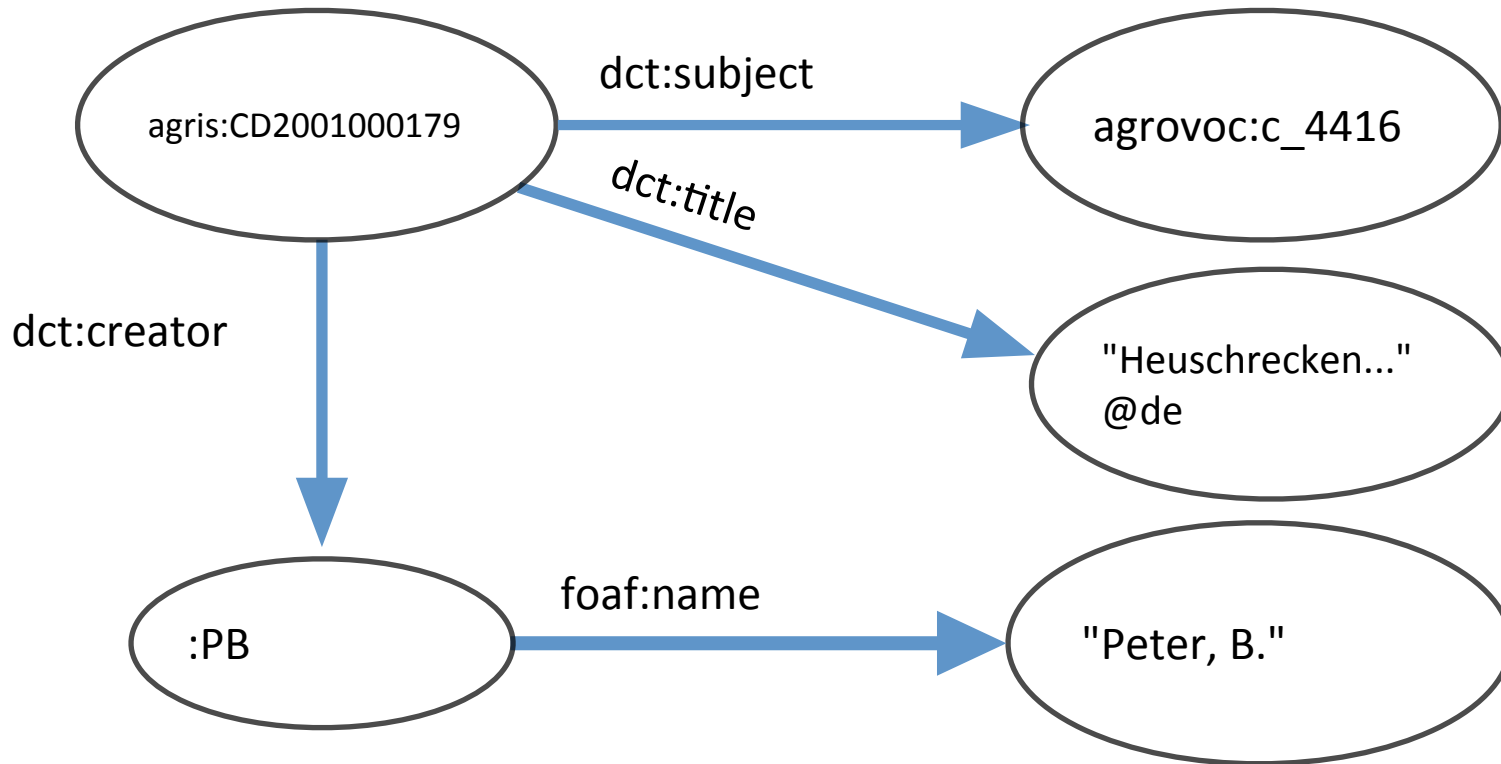 agris:CD2001000179
dct:subject
agrovoc:c_4416
dct:title
dct:creator
"Heuschrecken..."
@de
:PB
foaf:name
"Peter, B."